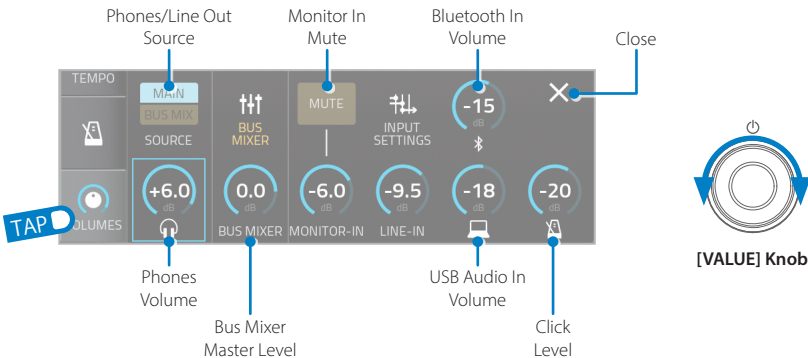 Phones/Line Out
Source
Monitor In
Mute
Bluetooth In
Volume
Close
TEMPO
MAIN
BUS MIX
SOURCE
BUS
MIXER
MUTE
INPUT
SETTINGS
-15
dB
+6.0
dB
0.0
dB
-6.0
dB
-9.5
dB
-18
dB
-20
dB
TAP
OLUMES
BUS MIXER
MONITOR-IN
LINE-IN
[VALUE] Knob
Phones
Volume
USB Audio In
Volume
Bus Mixer
Master Level
Click
Level